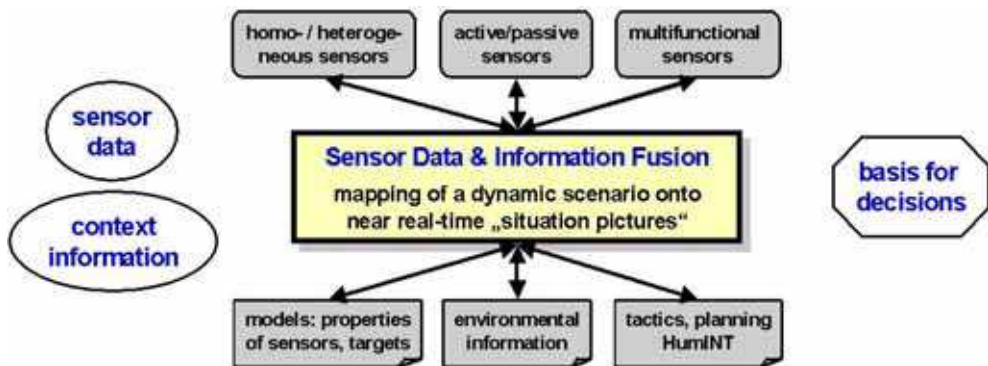 homo- / heteroge-
neous sensors
active/passive
sensors
multifunctional
sensors
sensor
data
context
information
Sensor Data & Information Fusion
mapping of a dynamic scenario onto
near real-time „situation pictures“
basis for
decisions
models: properties
of sensors, targets
environmental
information
tactics, planning
HumINT